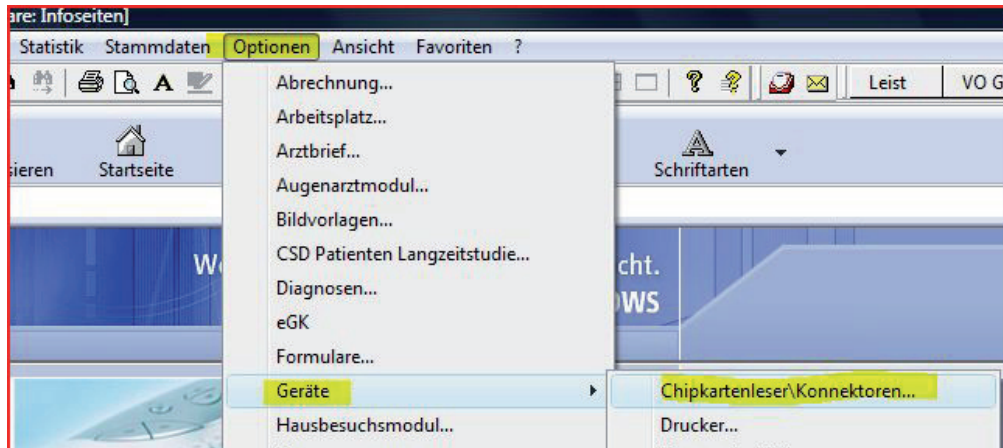 are: Infoseiten]
Statistik Stammdaten Optionen Ansicht Favoriten ?
Leist VO G
Abrechnung...
Arbeitsplatz...
Arztbrief...
Augenarztmodul...
Bildvorlagen...
CSD Patienten Langzeitstudie...
Diagnosen...
eGK
Formulare...
Geräte
Hausbesuchsmodul...
sieren Startseite
Schriftarten
W
cht.
ows
Chipkartenleser\Konnektoren...
Drucker...